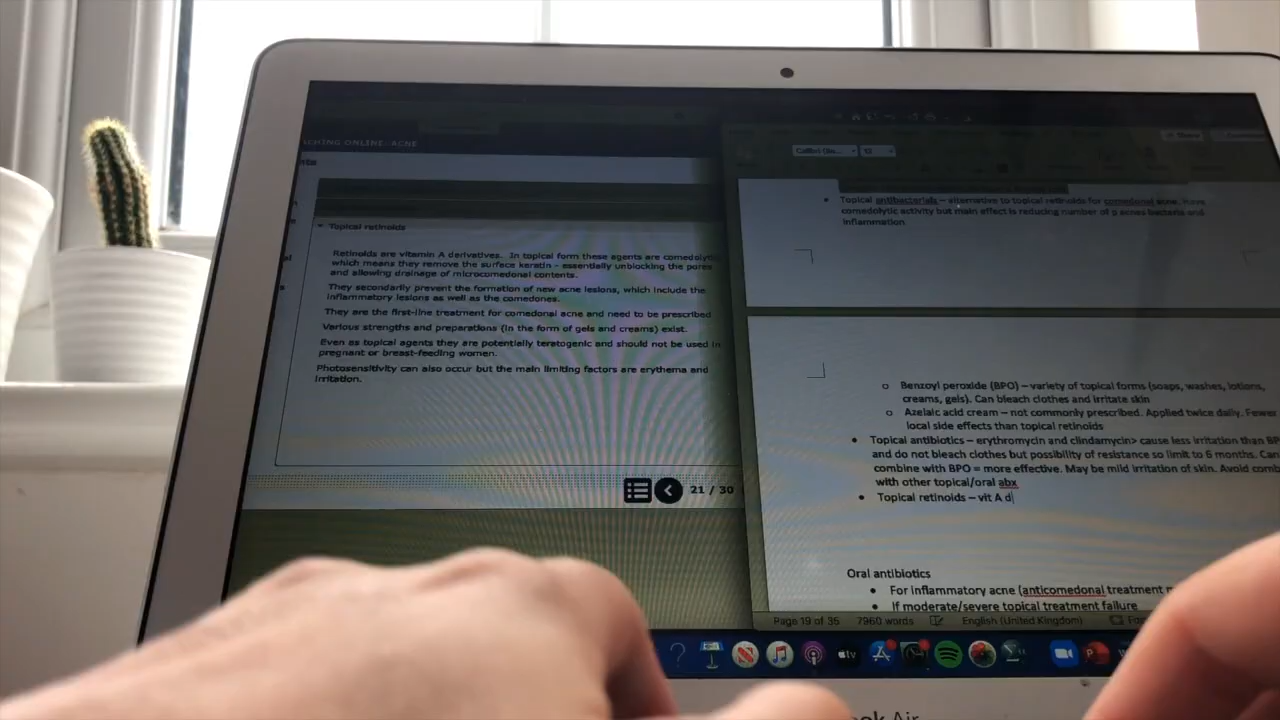 CHING ONLINE–ACNE
nts
Topical retinoids
Retinoids are vitamin A derivatives. In topical form these agents are comedolyt
which means they remove the surface keratin - essentially unblocking the pores
and allowing drainage of microcomedonal contents.
They secondarily prevent the formation of new acne lesions, which include the
inflammatory lesions as well as the comedones.
They are the first-line treatment for comedonal acne and need to be prescribed
Various strengths and preparations (in the form of gels and creams) exist.
Even as topical agents they are potentially teratogenic and should not be used in
pregnant or breast-feeding women.
Photosensitivity can also occur but the main limiting factors are erythema and
irritation.
21 / 30
Share
Calibri (Bo...
Topical antibacterials – alternative to topical retinoids for comedonal acne. Have
comedolytic activity but main effect is reducing number of p acnes bacteria and
inflammation
Benzoyl peroxide (BPO) – variety of topical forms (soaps, washes, lotions,
creams, gels). Can bleach clothes and irritate skin
Azelaic acid cream – not commonly prescribed. Applied twice daily. Fewer
local side effects than topical retinoids
Topical antibiotics – erythromycin and clindamycin> cause less irritation than BP
and do not bleach clothes but possibility of resistance so limit to 6 months. Can
combine with BPO = more effective. May be mild irritation of skin. Avoid comb
with other topical/oral abx
Topical retinoids – vit A d
Oral antibiotics
For inflammatory acne (anticomedonal treatment
If moderate/severe topical treatment failure
Page 19 of 35 7960 words English (United Kingdom)
tv
ok Air